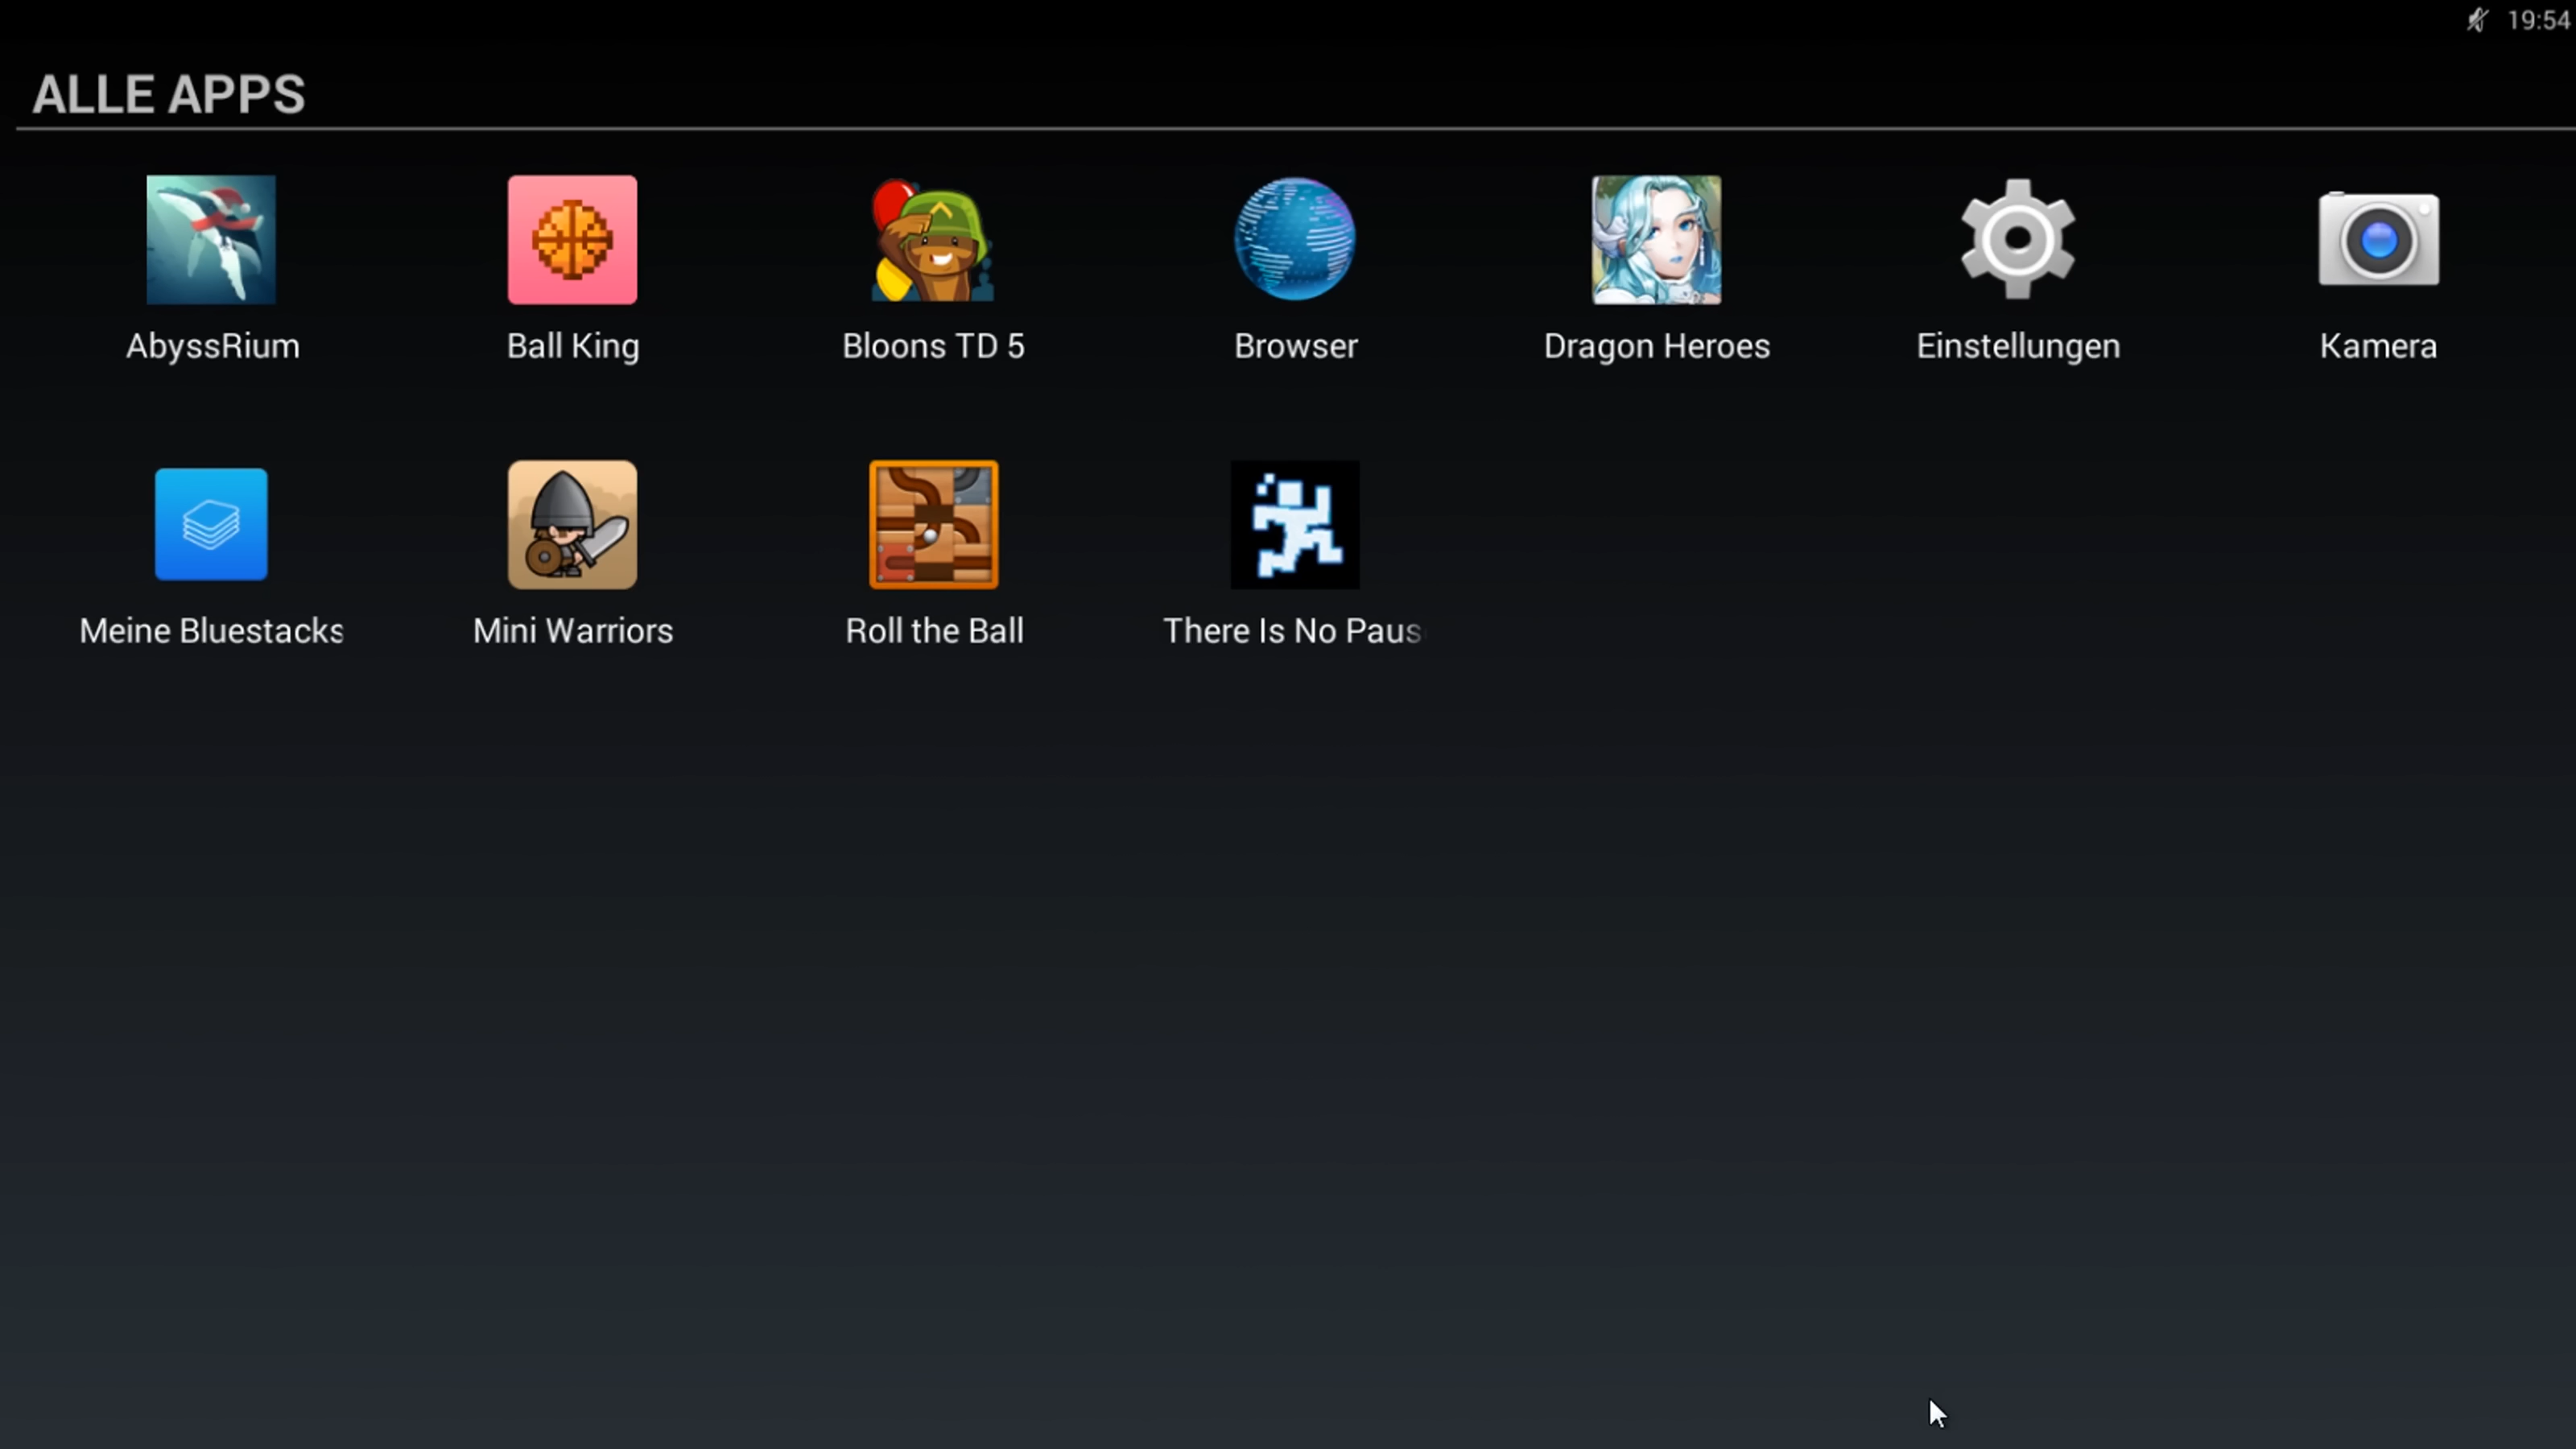 19:54
ALLE APPS
AbyssRium
Ball King
Bloons TD 5
Browser
Dragon Heroes
Einstellungen
Kamera
Meine Bluestacks
Mini Warriors
Roll the Ball
There Is No Paus